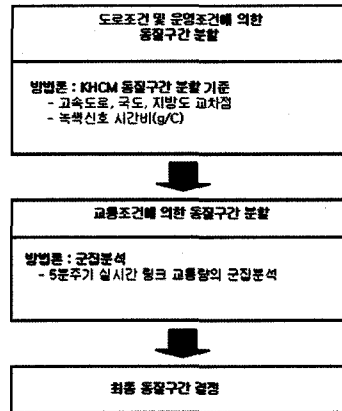 도로조건 및 운영조건에 의한
동질구간 분할
방법론 : KHCM 동질구간 분할 기준
- 고속도로, 국도, 지방도 교차점
- 녹색신호 시간비(g/C)
교통조건에 의한 동질구간 분할
방법론 : 군집분석
- 5분주기 실시간 링크 교통량의 군집분석
최종 동질구간 결정